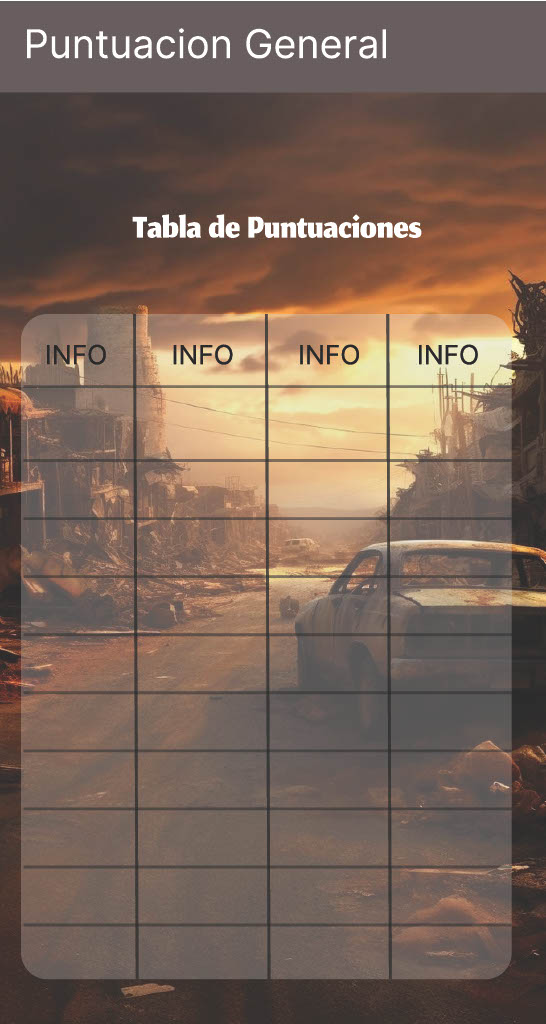 Puntuacion General
Tabla de Puntuaciones
INFO INFO INFO INFO